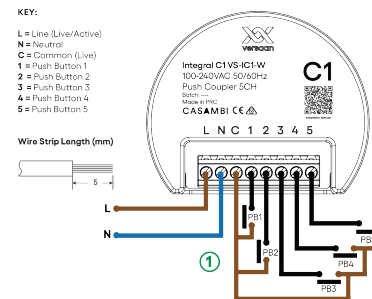 KEY:
L = Line (Live/Active)
N = Neutral
C = Common (Live)
1 = Push Button 1
2 = Push Button 2
3 = Push Button 3
4 = Push Button 4
5 = Push Button 5
Wire Strip Length (mm)
5
verscan
Integral C1 VS-IC1-W
100-240VAC 50/60Hz
Push Coupler 5CH
Batch: ---
Made in PRC
CASAMBI CE
C1
L N C 1 2 3 4 5
L
N
1
PB1
PB2
PB3
PB4